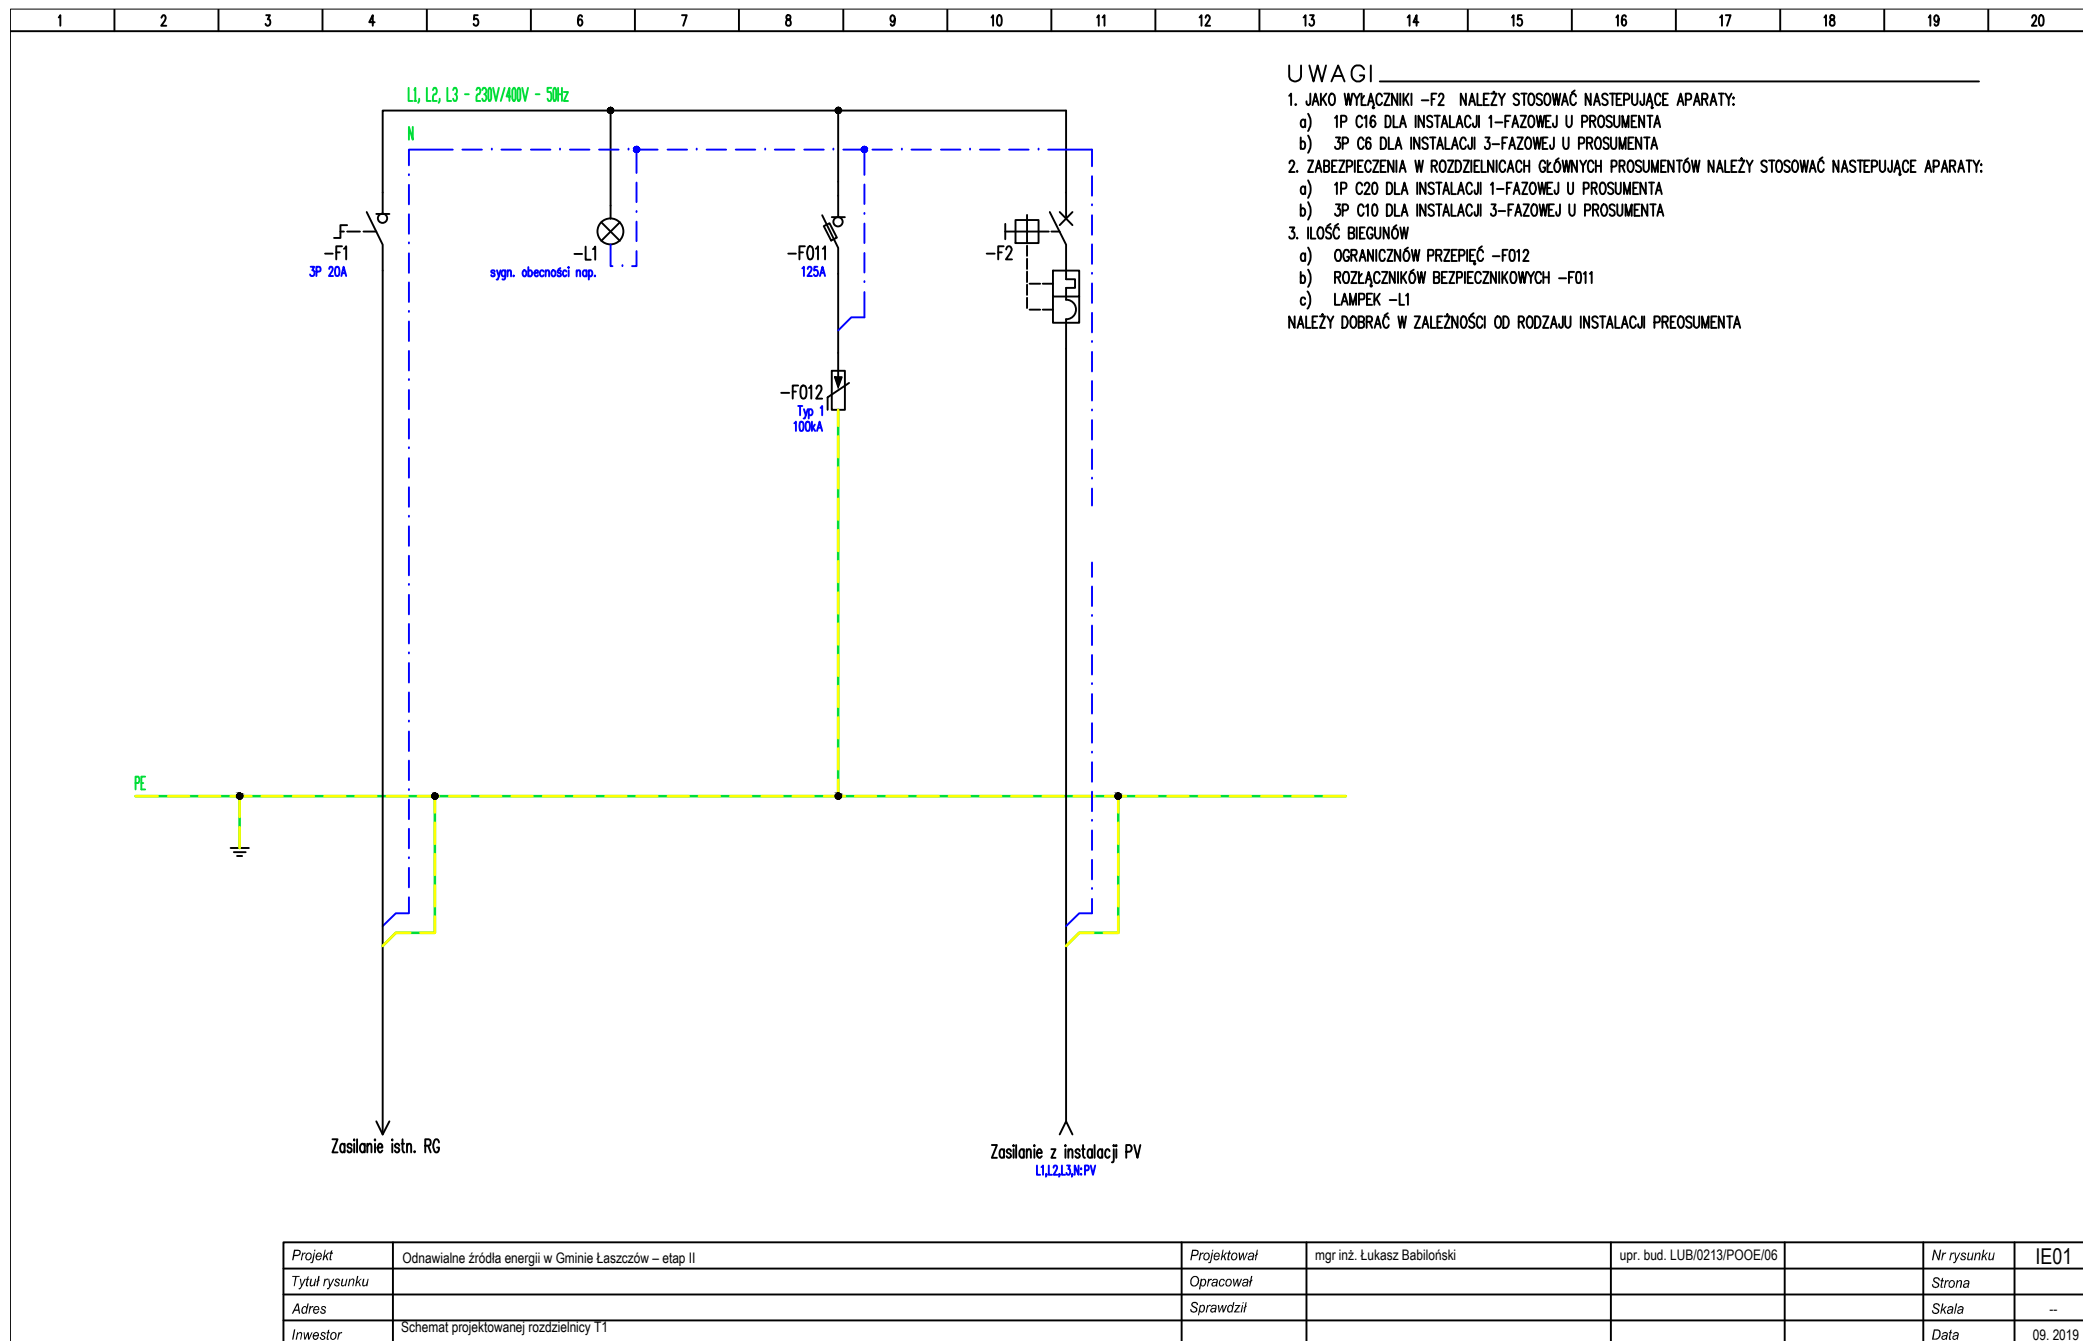 1 2 3 4 5 6 7 8 9 10 11 12 13 14 15 16 17 18 19 20
UWAGI
1. JAKO WYŁĄCZNIKI -F2 NALEŻY STOSOWAĆ NASTEPUJĄCE APARATY:
a) 1P C16 DLA INSTALACJI 1-FAZOWEJ U PROSUMENTA
b) 3P C6 DLA INSTALACJI 3-FAZOWEJ U PROSUMENTA
2. ZABEZPIECZENIA W ROZDZIELNICACH GŁÓWNYCH PROSUMENTÓW NALEŻY STOSOWAĆ NASTEPUJĄCE APARATY:
a) 1P C20 DLA INSTALACJI 1-FAZOWEJ U PROSUMENTA
b) 3P C10 DLA INSTALACJI 3-FAZOWEJ U PROSUMENTA
3. ILOŚĆ BIEGUNÓW
a) OGRANICZNÓW PRZEPIĘĆ -F012
b) ROZŁĄCZNIKÓW BEZPIECZNIKOWYCH -F011
c) LAMPEK -L1
NALEŻY DOBRAĆ W ZALEŻNOŚCI OD RODZAJU INSTALACJI PREOSUMENTA
L1, L2, L3 - 230V/400V - 50Hz
N
-F1
3P 20A
-L1
sygn. obecności nap.
-F011
125A
-F2
-F012
Typ 1
100kA
PE
Zasilanie istn. RG
Zasilanie z instalacji PV
L1,L2,L3,N:PV
Projekt Odnawialne źródła energii w Gminie Łaszczów – etap II Projektował mgr inż. Łukasz Babiloński upr. bud. LUB/0213/POOE/06 Nr rysunku IE01
Tytuł rysunku Opracował Strona
Adres Sprawdził Skala --
Inwestor Schemat projektowanej rozdzielnicy T1 Data 09. 2019